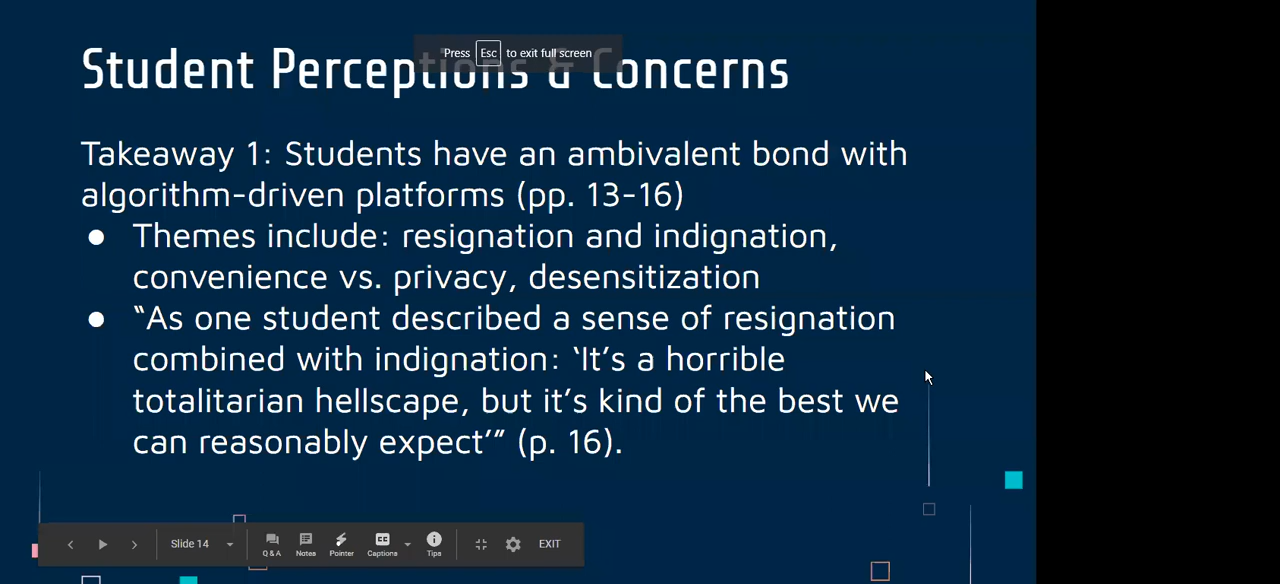 Student Perceptions & Concerns
Press Esc to exit full screen
Takeaway 1: Students have an ambivalent bond with
algorithm-driven platforms (pp. 13-16)
● Themes include: resignation and indignation,
convenience vs. privacy, desensitization
● “As one student described a sense of resignation
combined with indignation: ‘It’s a horrible
totalitarian hellscape, but it’s kind of the best we
can reasonably expect’” (p. 16).
Slide 14
Q & A
Notes
Pointer
Captions
Tips
EXIT